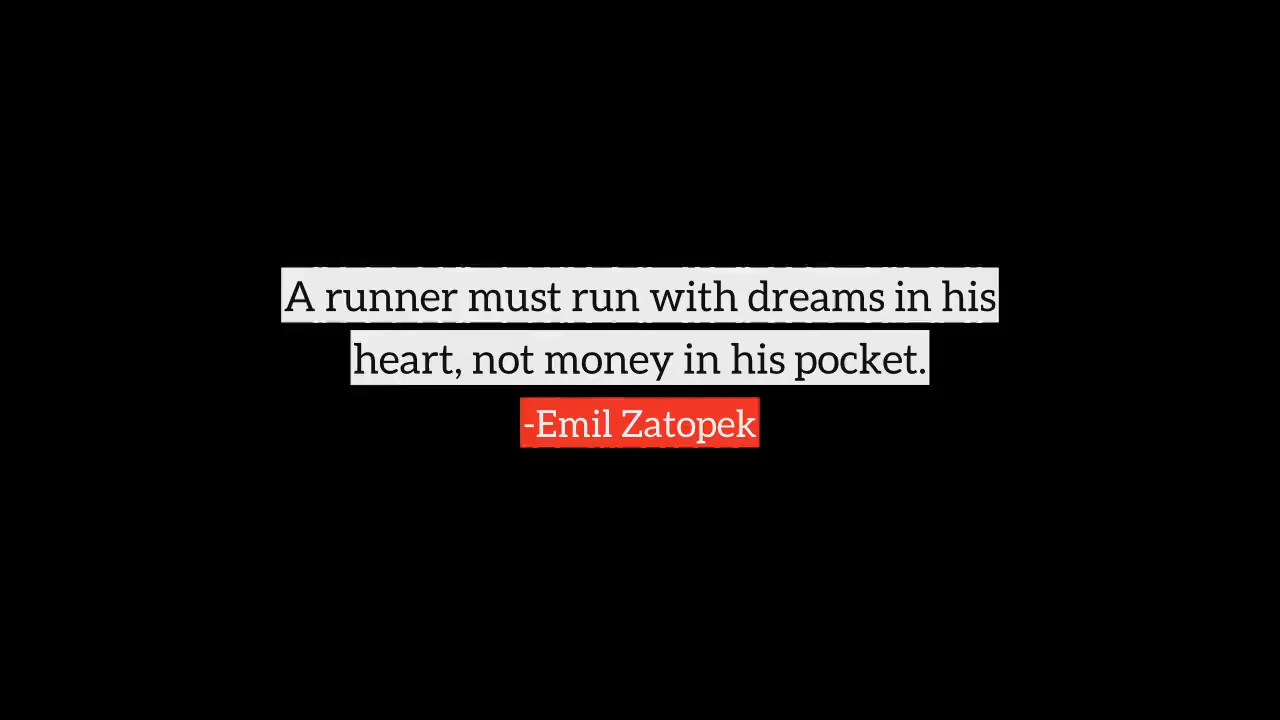 A runner must run with dreams in his
heart, not money in his pocket.
-Emil Zatopek